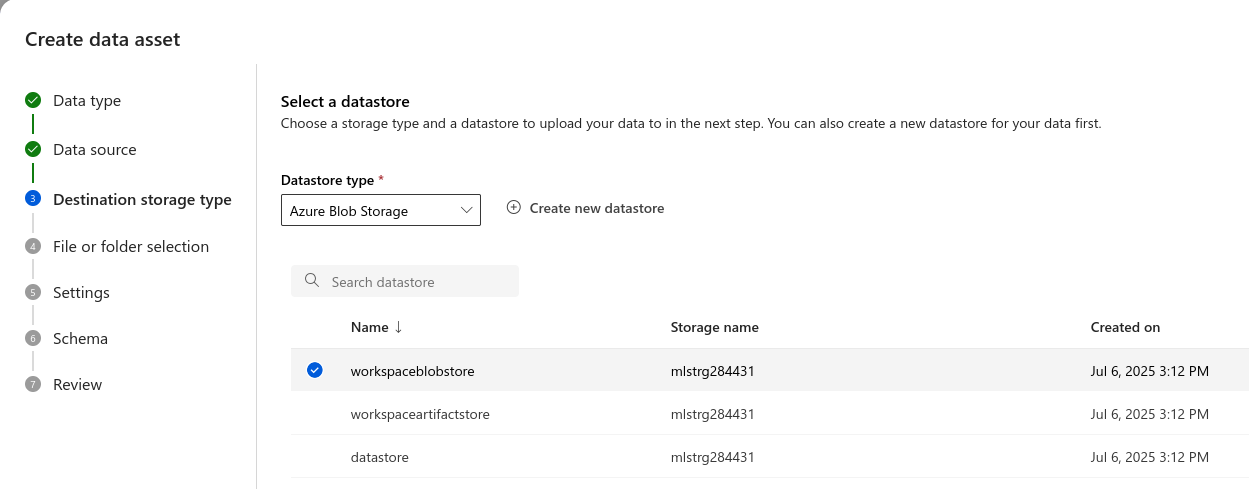 Create data asset
Data type
Data source
3 Destination storage type
4 File or folder selection
5 Settings
6 Schema
7 Review
Select a datastore
Choose a storage type and a datastore to upload your data to in the next step. You can also create a new datastore for your data first.
Datastore type *
Azure Blob Storage
Create new datastore
Search datastore
Name ↓ Storage name Created on
workspaceblobstore mlstrg284431 Jul 6, 2025 3:12 PM
workspaceartifactstore mlstrg284431 Jul 6, 2025 3:12 PM
datastore mlstrg284431 Jul 6, 2025 3:12 PM